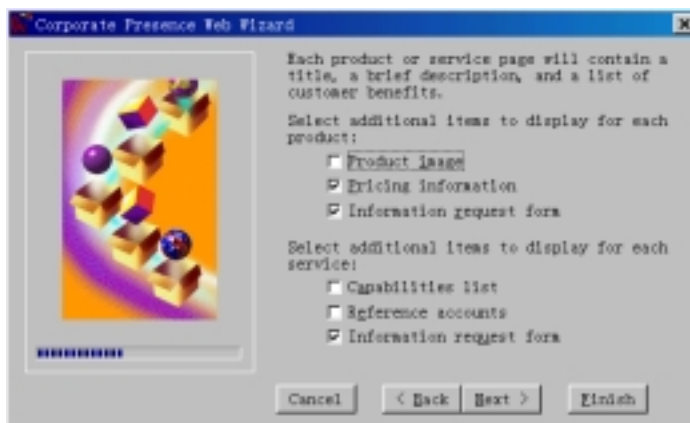 Corporate Presence Web Wizard
Each product or service page will contain a
title, a brief description, and a list of
customer benefits.
Select additional items to display for each
product:
Product image
Pricing information
Information request form
Select additional items to display for each
service:
Capabilities list
Reference accounts
Information request form
Cancel
< Back
Next >
Finish